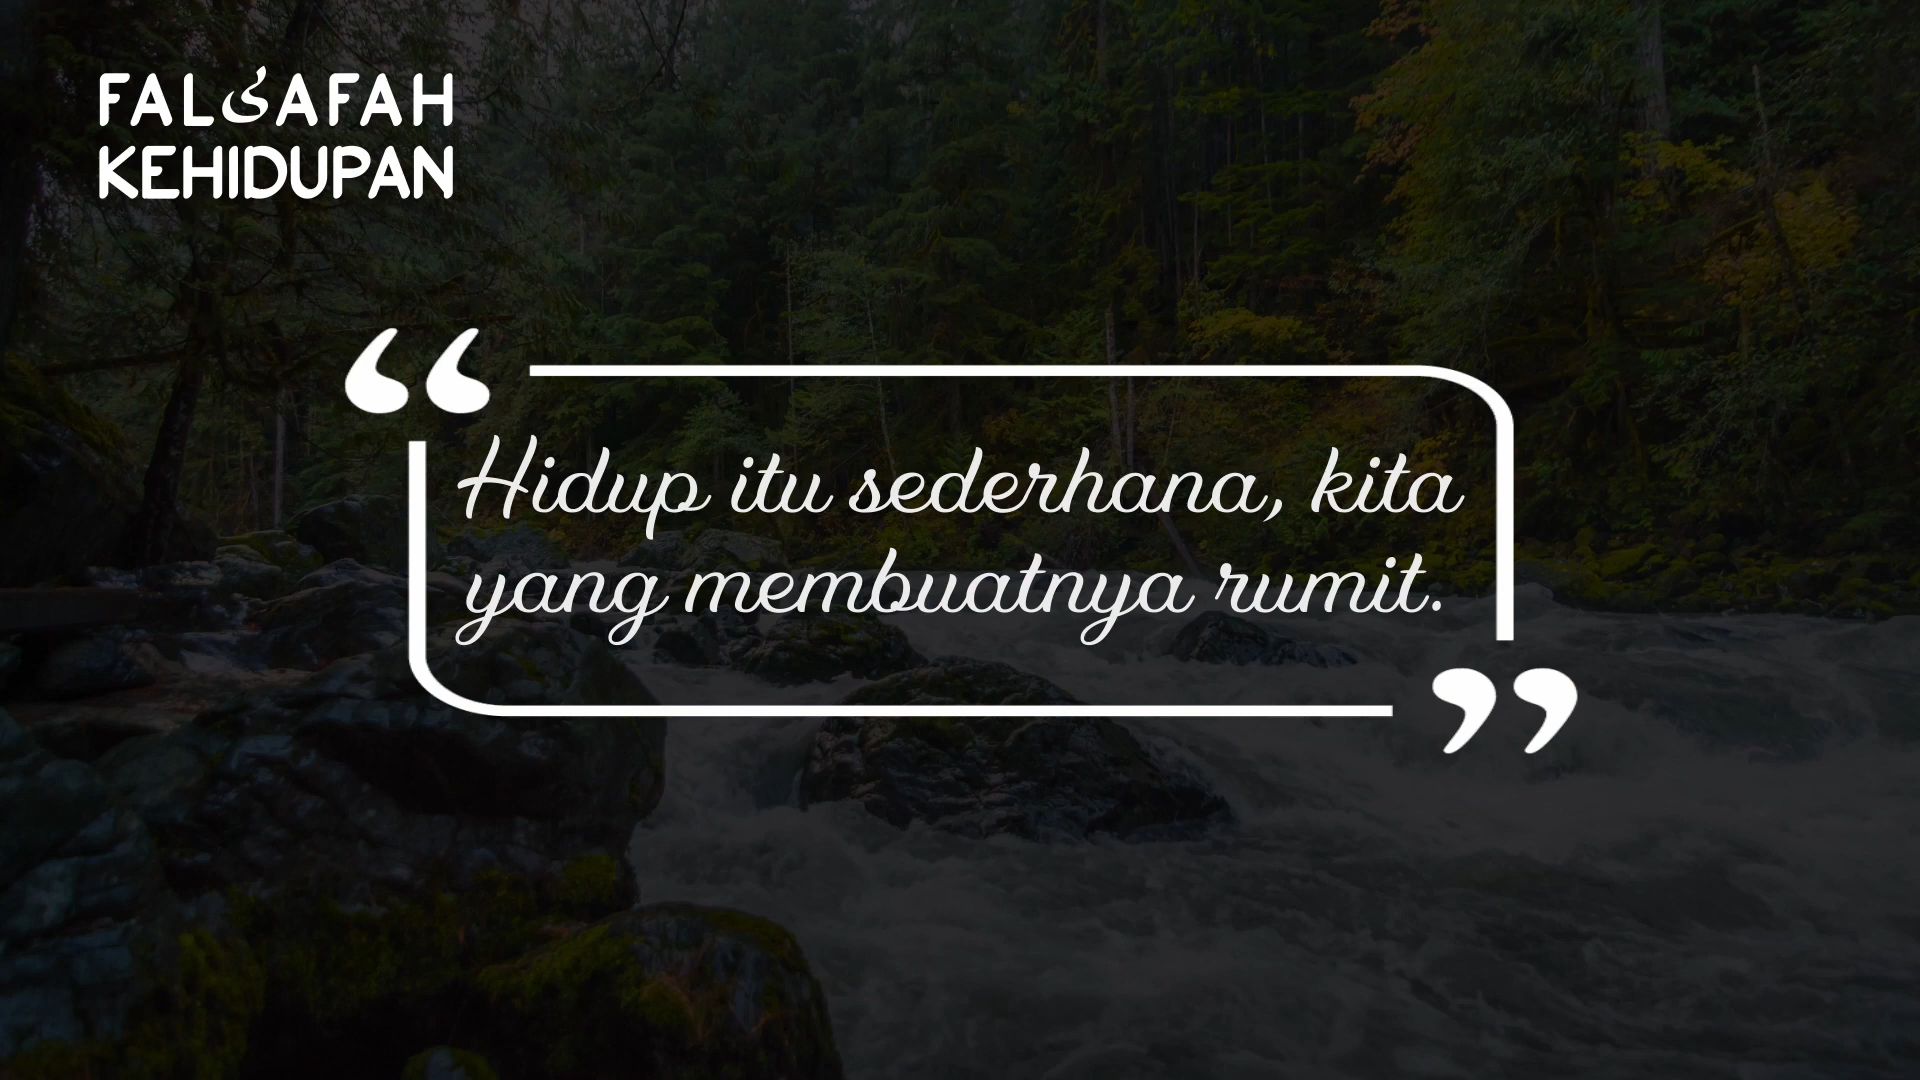 FALSAFAH
KEHIDUPAN
“
Hidup itu sederhana, kita
yang membuatnya rumit.
”